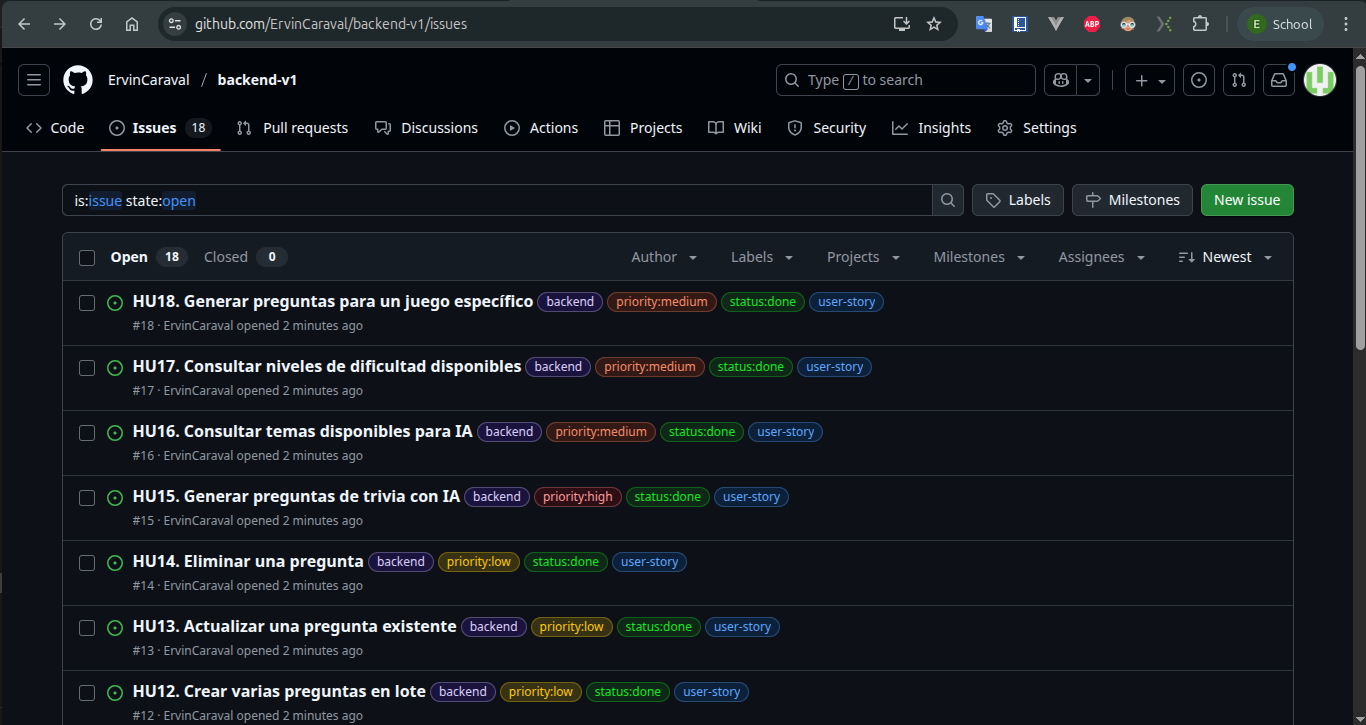 github.com/ErvinCaraval/backend-v1/issues
ABP
E School
ErvinCaraval / backend-v1
Type / to search
Code
Issues 18
Pull requests
Discussions
Actions
Projects
Wiki
Security
Insights
Settings
is:issue state:open
Labels
Milestones
New issue
Open 18 Closed 0 Author Labels Projects Milestones Assignees Newest
HU18. Generar preguntas para un juego específico backend priority:medium status:done user-story
#18 · ErvinCaraval opened 2 minutes ago
HU17. Consultar niveles de dificultad disponibles backend priority:medium status:done user-story
#17 · ErvinCaraval opened 2 minutes ago
HU16. Consultar temas disponibles para IA backend priority:medium status:done user-story
#16 · ErvinCaraval opened 2 minutes ago
HU15. Generar preguntas de trivia con IA backend priority:high status:done user-story
#15 · ErvinCaraval opened 2 minutes ago
HU14. Eliminar una pregunta backend priority:low status:done user-story
#14 · ErvinCaraval opened 2 minutes ago
HU13. Actualizar una pregunta existente backend priority:low status:done user-story
#13 · ErvinCaraval opened 2 minutes ago
HU12. Crear varias preguntas en lote backend priority:low status:done user-story
#12 · ErvinCaraval opened 2 minutes ago